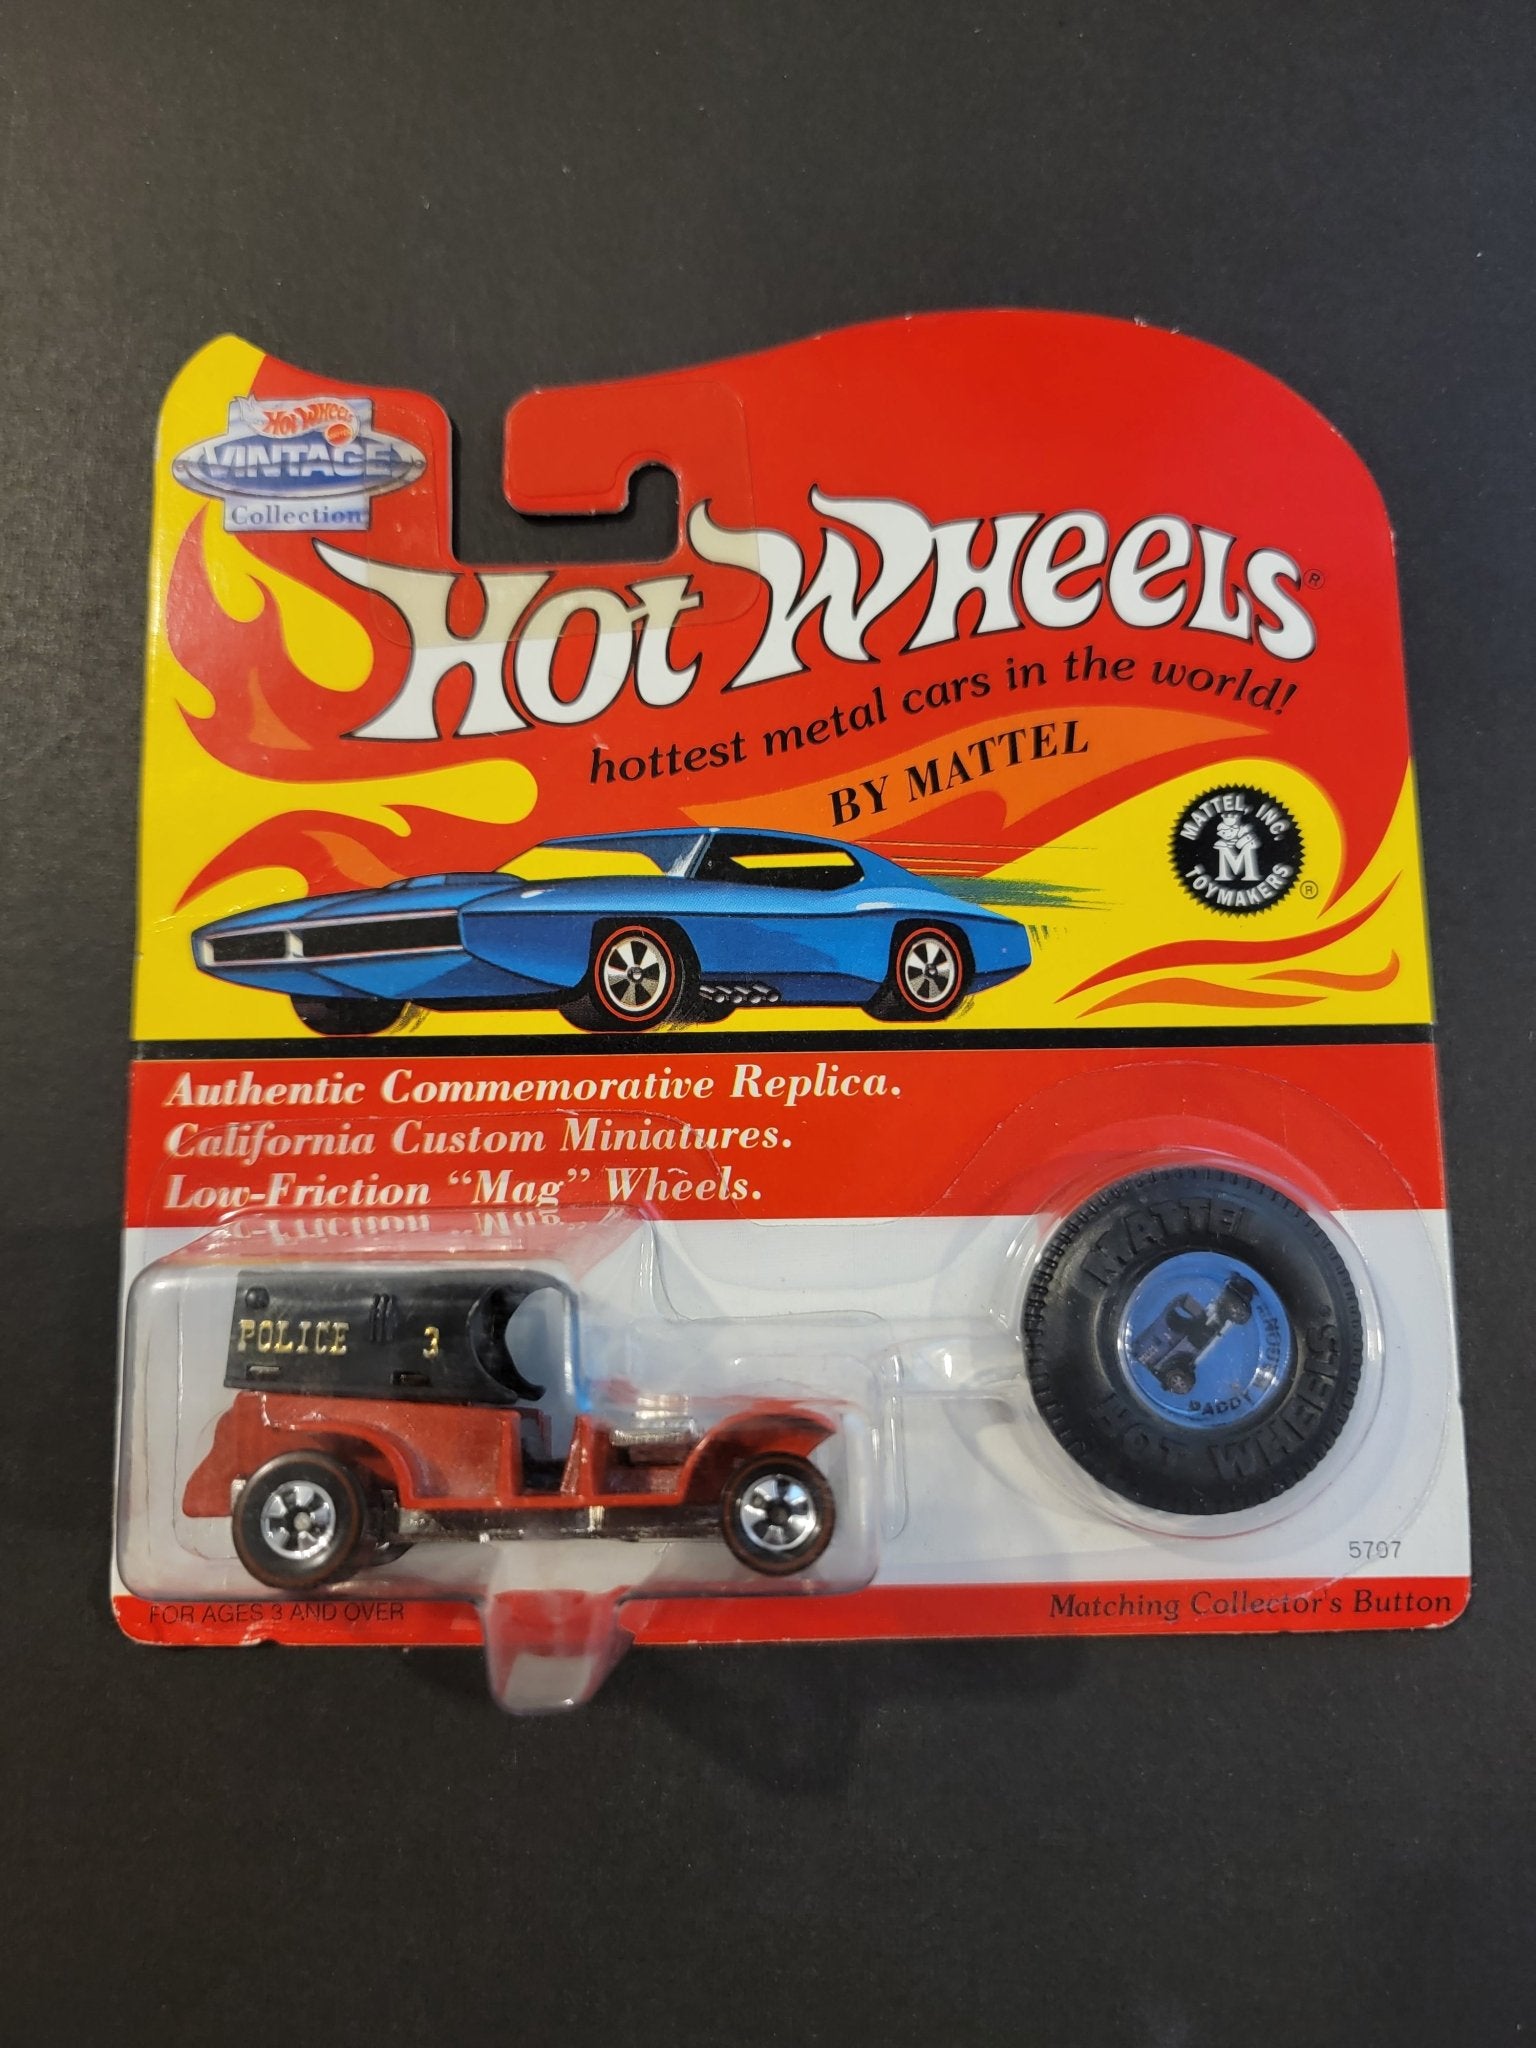 Hot Wheels
VINTAGE
Collection
Hot Wheels®
hottest metal cars in the world!
BY MATTEL
MATTEL, INC.
M
TOYMAKERS
®
Authentic Commemorative Replica.
California Custom Miniatures.
Low-Friction "Mag" Wheels.
POLICE 3
MATTEL
HOT WHEELS®
PADDY
5707
FOR AGES 3 AND OVER
Matching Collector's Button